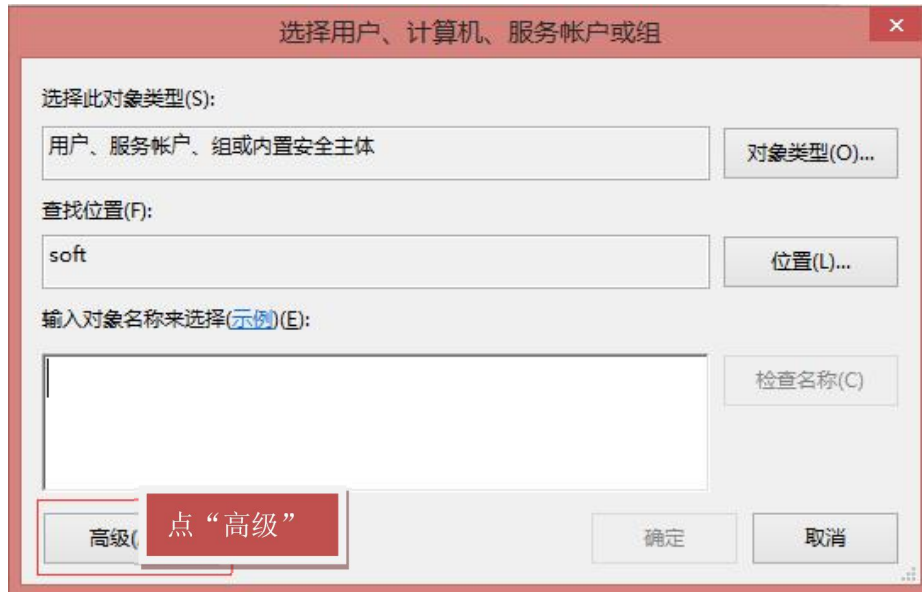 选择用户、计算机、服务帐户或组
选择此对象类型(S):
用户、服务帐户、组或内置安全主体
对象类型(O)...
查找位置(F):
soft
位置(L)...
输入对象名称来选择(示例)(E):
检查名称(C)
高级(
点“高级”
确定
取消